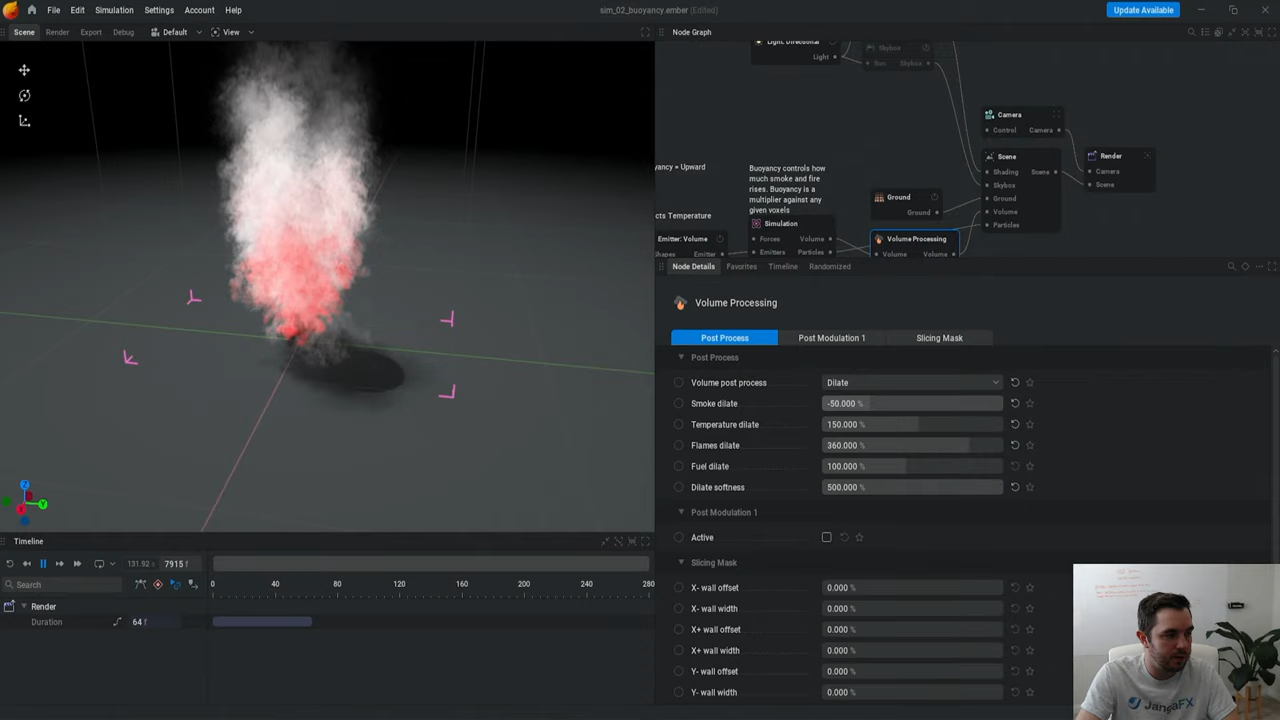 File Edit Simulation Settings Account Help
sim_02_buoyancy.ember (Edited)
Update Available
Scene Render Export Debug Default View
Node Graph
Light: Directional
Light
Skybox
Sun Skybox
Camera
Control Camera
Scene
Shading Scene
Skybox
Ground
Volume
Particles
Render
Camera
Scene
ancy = Upward
cts Temperature
Buoyancy controls how
much smoke and fire
rises. Buoyancy is a
multiplier against any
given voxels
Ground
Ground
Emitter: Volume
Shapes Emitter
Simulation
Forces Volume
Emitters Particles
Volume Processing
Volume Volume
Node Details Favorites Timeline Randomized
Volume Processing
Post Process Post Modulation 1 Slicing Mask
Post Process
Volume post process Dilate
Smoke dilate -50.000 %
Temperature dilate 150.000 %
Flames dilate 360.000 %
Fuel dilate 100.000 %
Dilate softness 500.000 %
Post Modulation 1
Active
Slicing Mask
X- wall offset 0.000 %
X- wall width 0.000 %
X+ wall offset 0.000 %
X+ wall width 0.000 %
Y- wall offset 0.000 %
Y- wall width 0.000 %
Z
Y
X
Timeline
131.92 s 7915 f
Search
0 40 80 120 160 200 240 280
Render
Duration 64 f
JangaFX